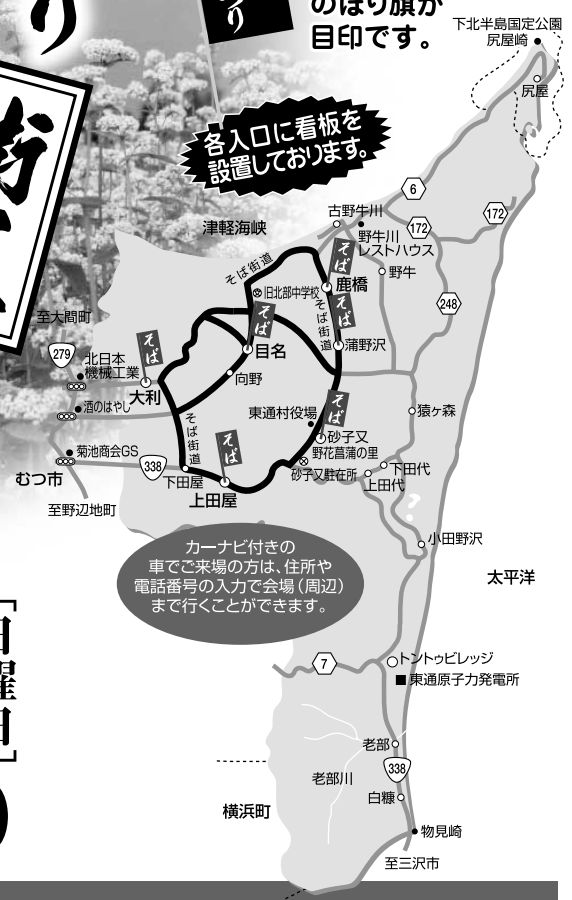 り
のぼり旗が
目印です。
各入口に看板を
設置しております。
下北半島国定公園
尻屋崎
尻屋
6
172
172
古野牛川
野牛川
レストハウス
野牛
津軽海峡
そば街道
そば
旧北部中学校
鹿橋
そば
そば
そば街道
248
至大間町
279
そば
北日本
機械工業
目名
蒲野沢
大利
向野
酒のはやし
東通村役場
そば
猿ヶ森
そば街道
そば
砂子又
野花菖蒲の里
菊池商会GS
むつ市
338
下田屋
上田屋
砂子又駐在所
下田代
上田代
至野辺地町
小田野沢
カーナビ付きの
車でご来場の方は、住所や
電話番号の入力で会場（周辺）
まで行くことができます。
太平洋
7
トントゥビレッジ
東通原子力発電所
老部
338
老部川
白糠
横浜町
物見崎
至三沢市